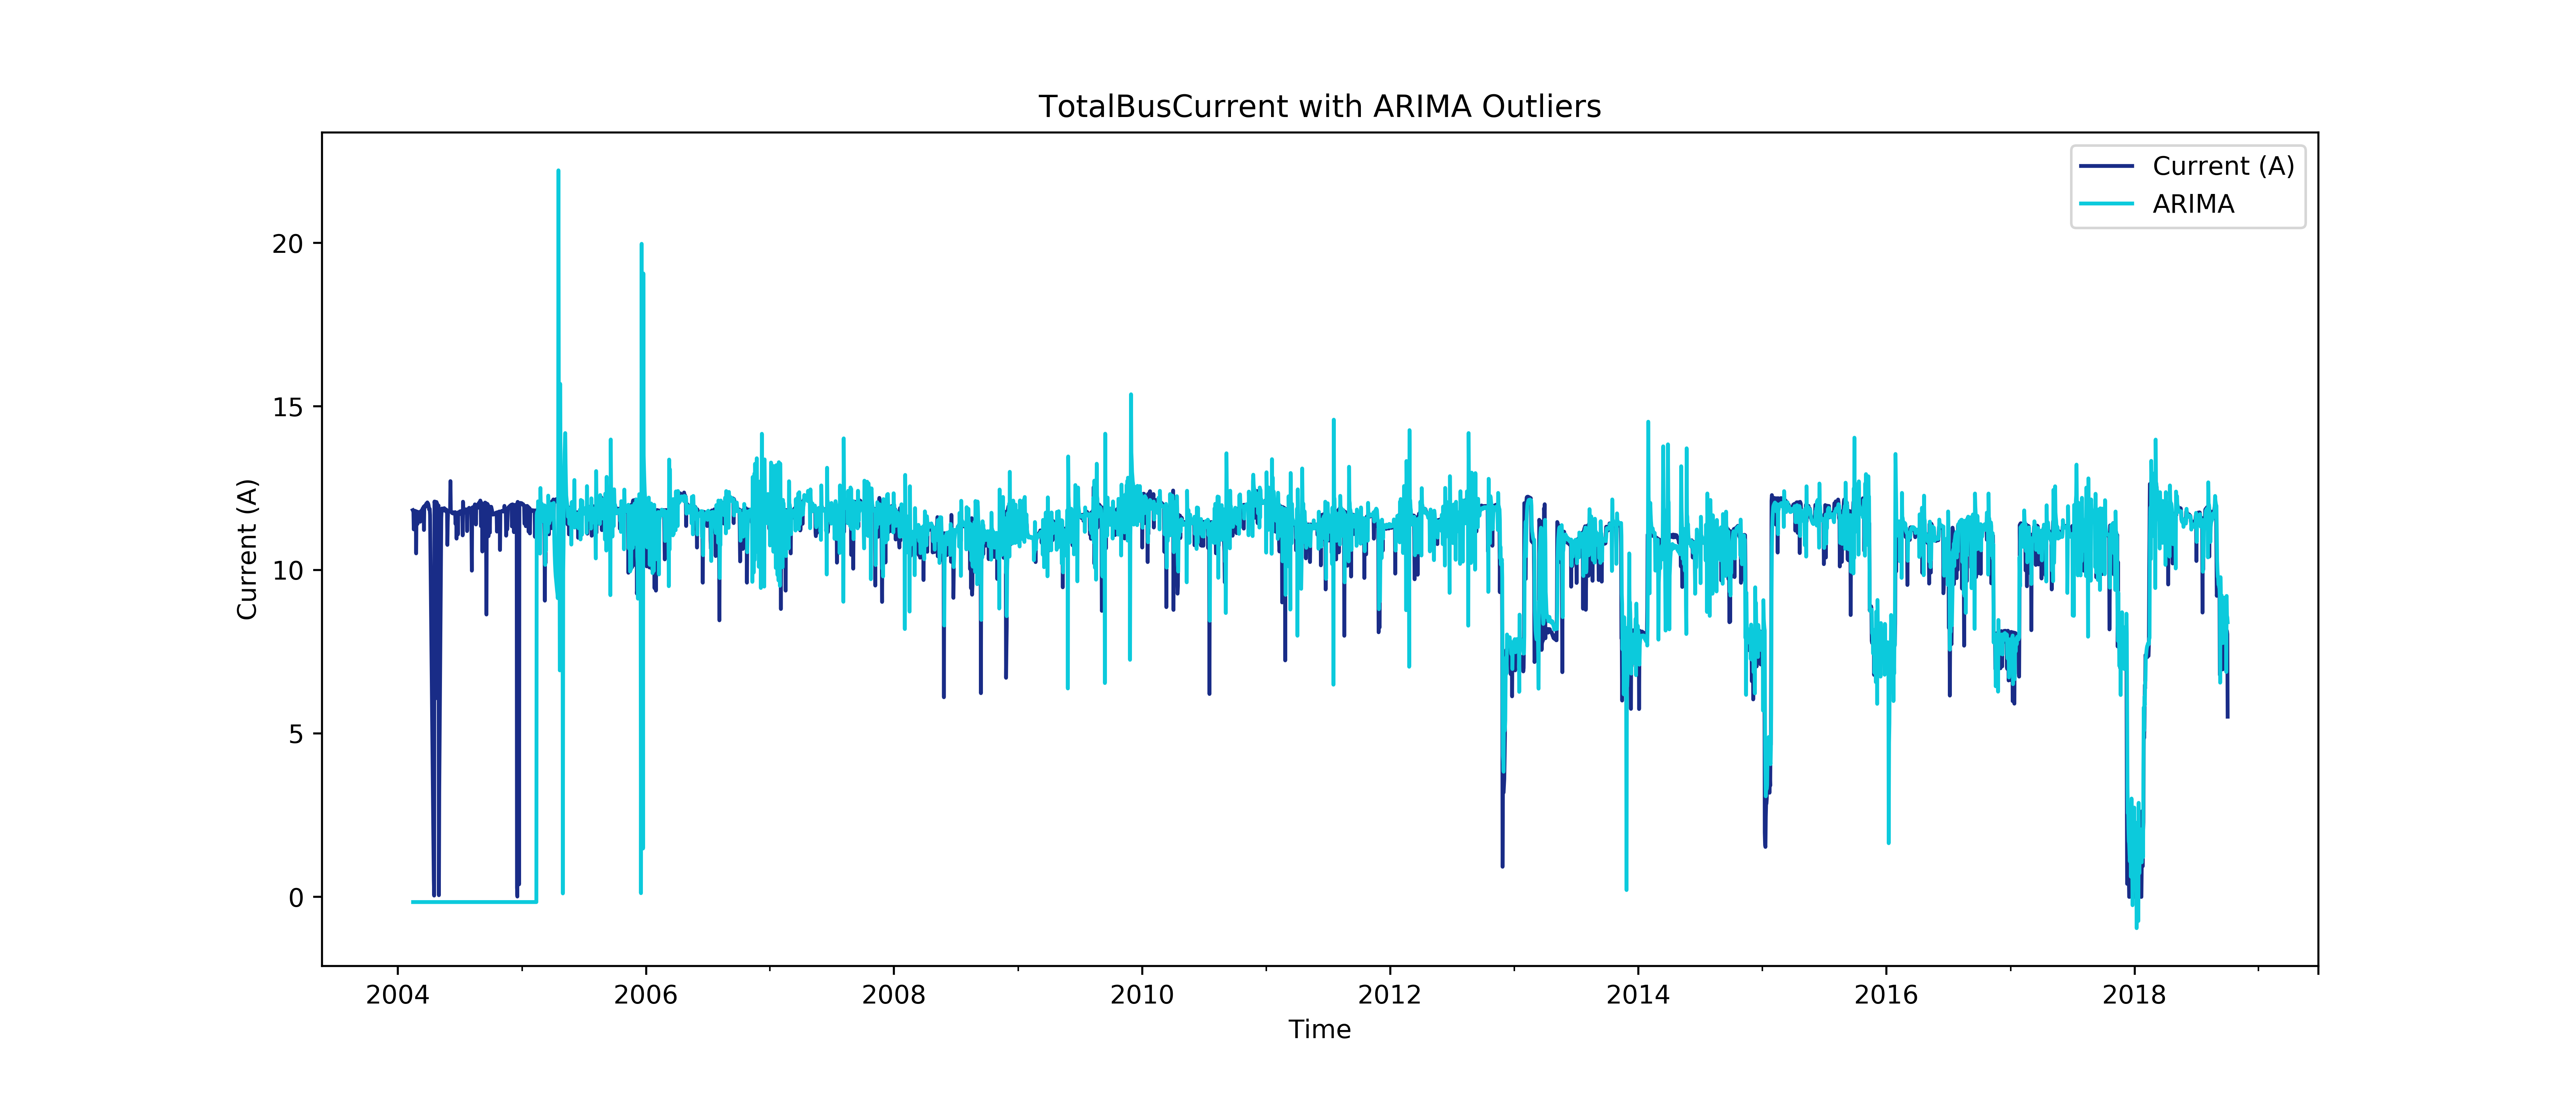 TotalBusCurrent with ARIMA Outliers
Current (A)
ARIMA
20
15
10
5
0
Current (A)
2004 2006 2008 2010 2012 2014 2016 2018
Time